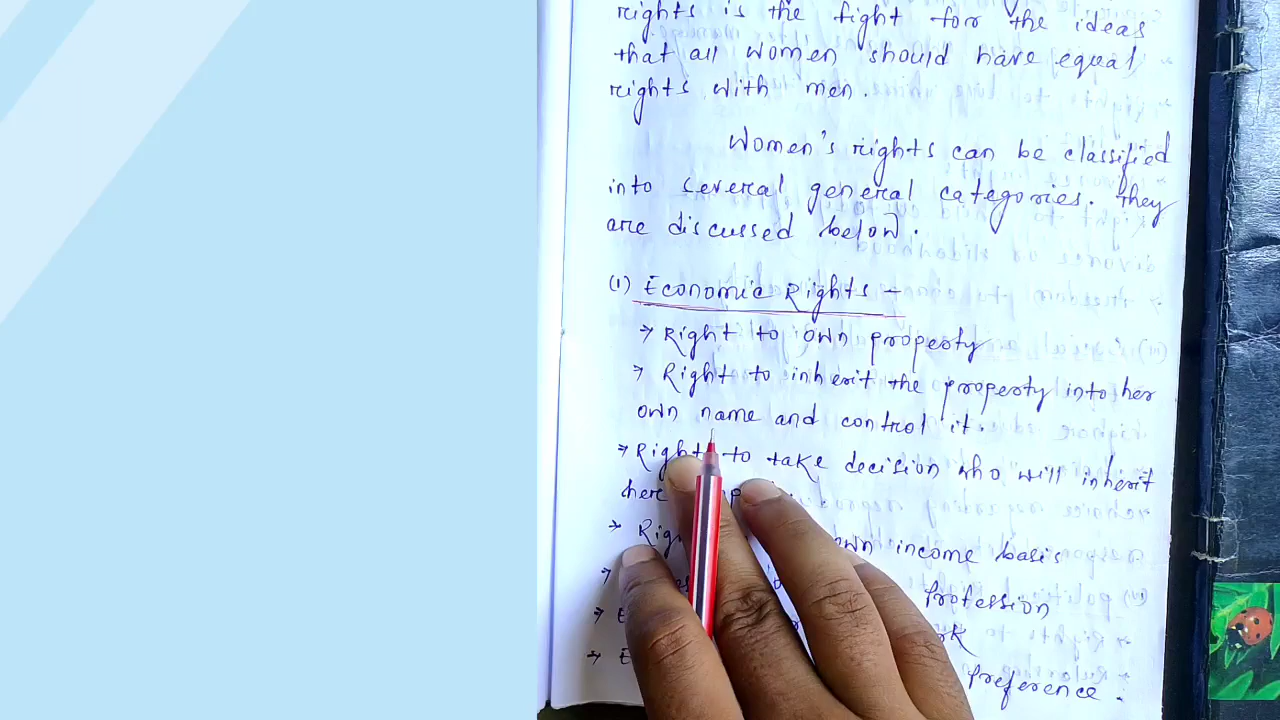 rights is the fight for the ideas
that all women should have equal
rights with men.
Women's rights can be classified
into several general categories. They
are discussed below.
(i) Economic Rights -
→ Right to own property
→ Right to inherit the property into her
own name and control it.
→ Right to take decision who will inherit
her
→ own income basis
→ Profession
→
→ preference.